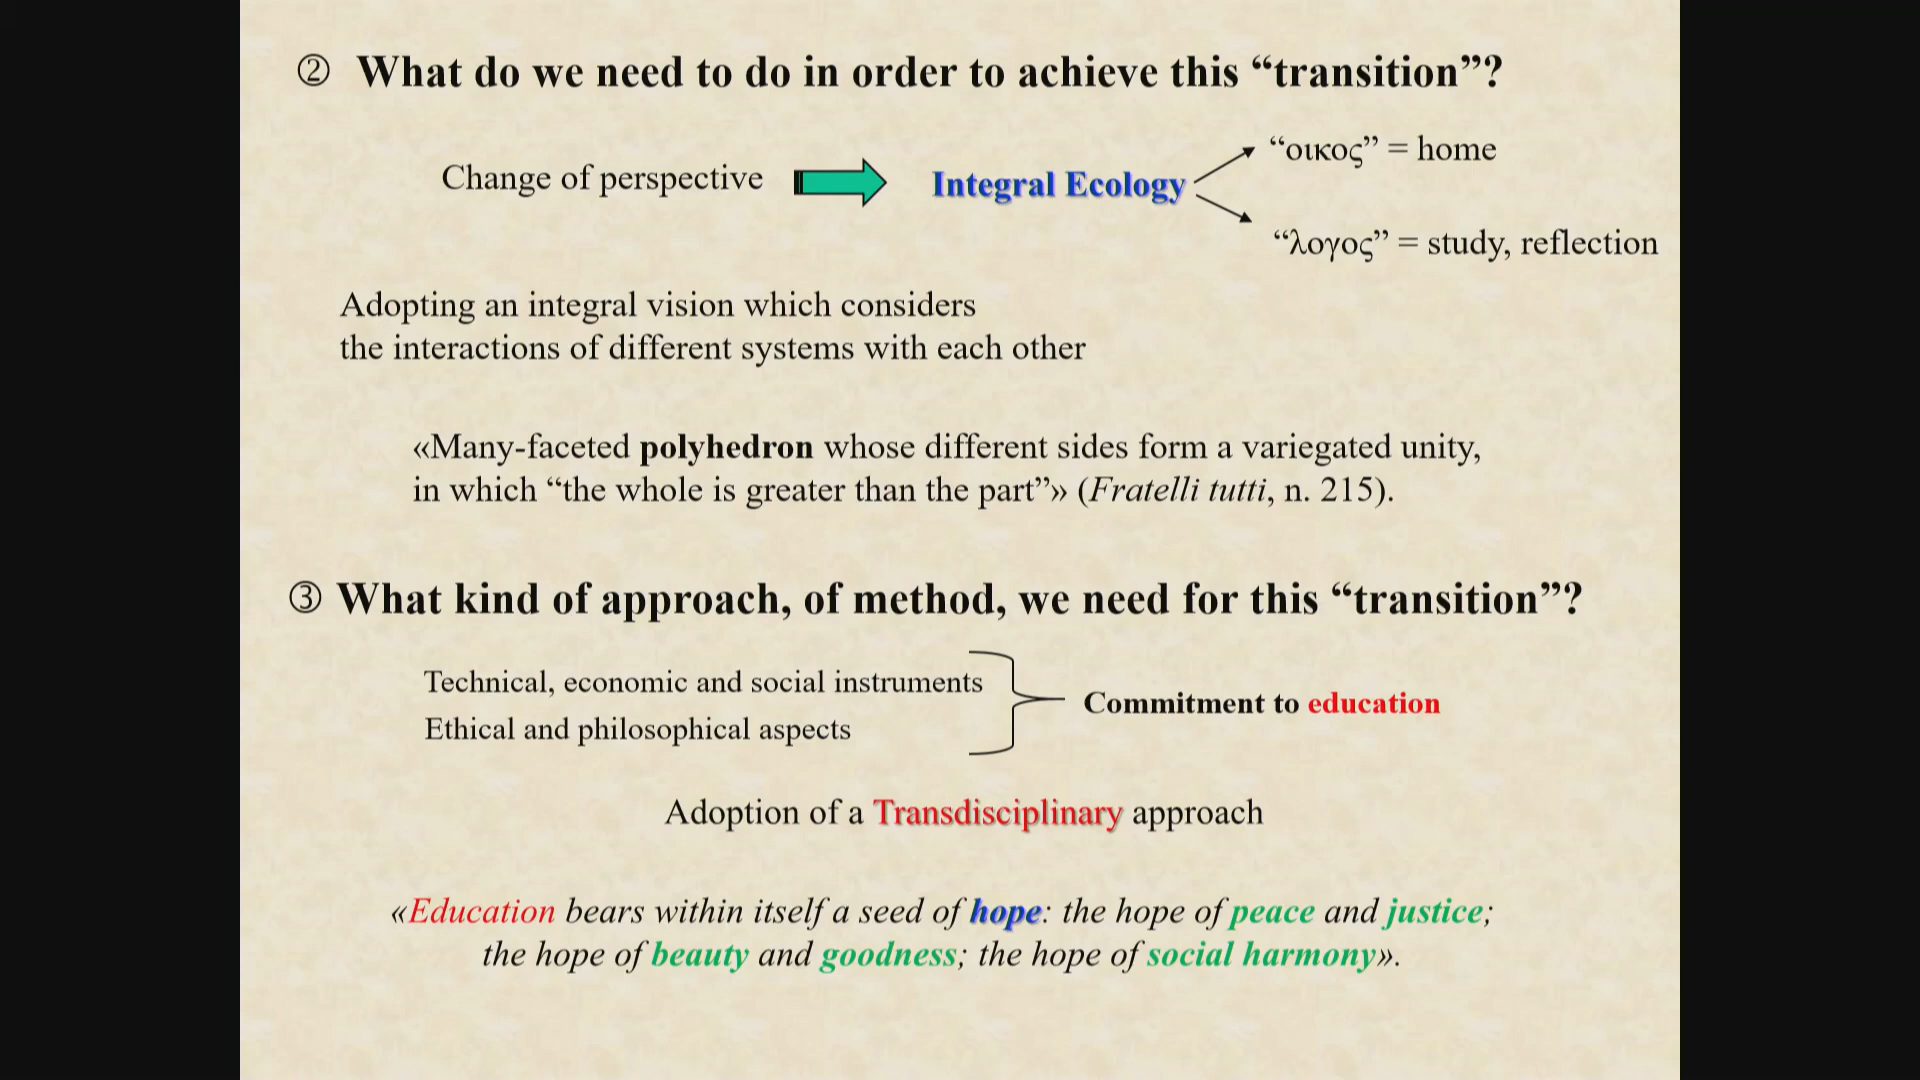 ② What do we need to do in order to achieve this “transition”?
Change of perspective
Integral Ecology
“οικος” = home
“λογος” = study, reflection
Adopting an integral vision which considers
the interactions of different systems with each other
«Many-faceted polyhedron whose different sides form a variegated unity,
in which “the whole is greater than the part”» (Fratelli tutti, n. 215).
③ What kind of approach, of method, we need for this “transition”?
Technical, economic and social instruments
Ethical and philosophical aspects
Commitment to education
Adoption of a Transdisciplinary approach
«Education bears within itself a seed of hope: the hope of peace and justice;
the hope of beauty and goodness; the hope of social harmony».